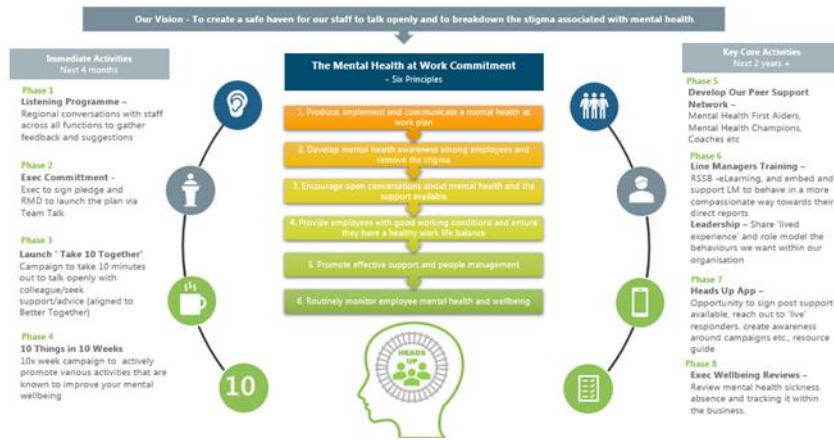 Our Vision - To create a safe haven for our staff to talk openly and to breakdown the stigma associated with mental health.
Immediate Activities
Next 4 months
Phase 1
Listening Programme –
Regional conversations with staff
across all functions to gather
feedback and suggestions
Phase 2
Exec Committment -
Exec to sign pledge and
RMD to launch the plan via
Team Talk
Phase 3
Launch ' Take 10 Together'
Campaign to take 10 minutes
out to talk openly with
colleague/seek
support/advice (aligned to
Better Together)
Phase 4
10 Things in 10 Weeks
10x week campaign to actively
promote various activities that
are known to improve your mental
wellbeing
10
The Mental Health at Work Commitment
- Six Principles
1. Produce, implement and communicate a mental health at
work plan
2. Develop mental health awareness among employees and
remove the stigma
3. Encourage open conversations about mental health and the
support available
4. Provide employees with good working conditions and ensure
they have a healthy work life balance
5. Promote effective support and people management
6. Routinely monitor employee mental health and wellbeing
HEADS
UP
Key Core Activities
Next 2 years +
Phase 5
Develop Our Peer Support
Network –
Mental Health First Aiders,
Mental Health Champions,
Coaches etc
Phase 6
Line Managers Training –
RSSB -eLearning, and embed and
support LM to behave in a more
compassionate way towards their
direct reports
Leadership – Share 'lived
experience' and role model the
behaviours we want within our
organisation
Phase 7
Heads Up App –
Opportunity to sign post support
available, reach out to 'live'
responders, create awareness
around campaigns etc., resource
guide
Phase 8
Exec Wellbeing Reviews –
Review mental health sickness
absence and tracking it within
the business.